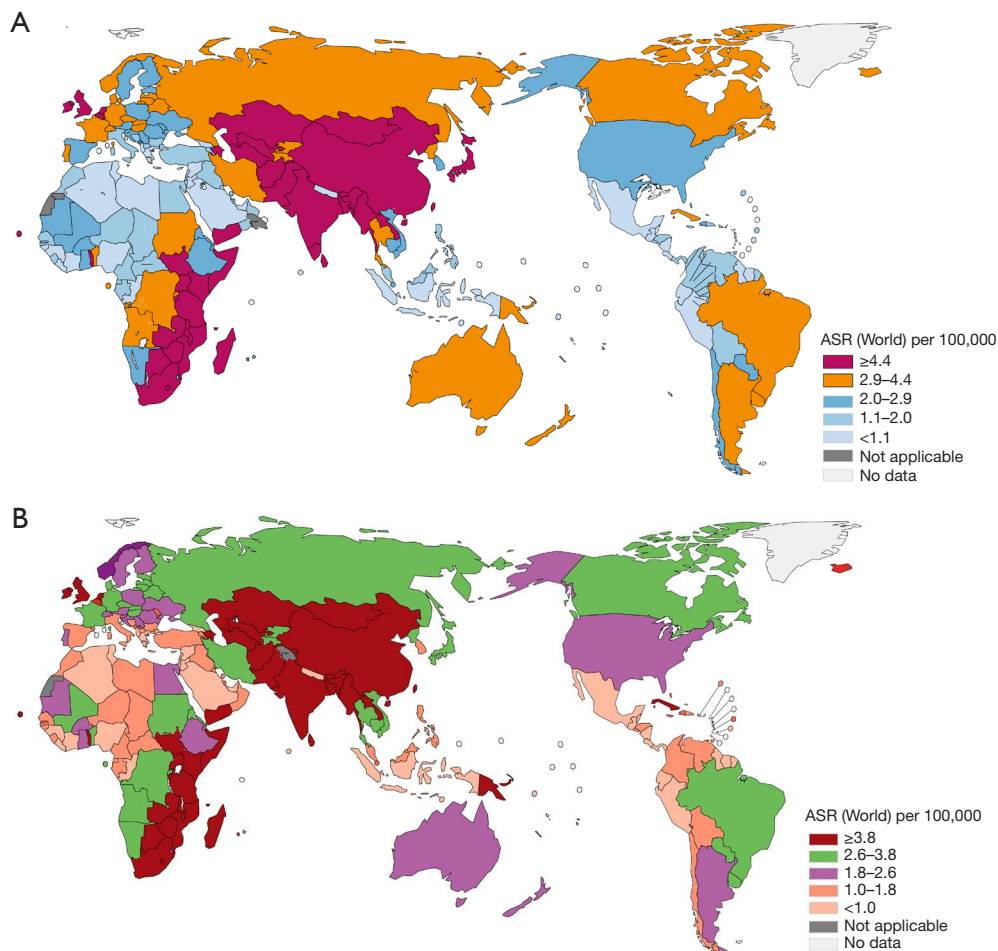 A
ASR (World) per 100,000
≥4.4
2.9–4.4
2.0–2.9
1.1–2.0
<1.1
Not applicable
No data
B
ASR (World) per 100,000
≥3.8
2.6–3.8
1.8–2.6
1.0–1.8
<1.0
Not applicable
No data